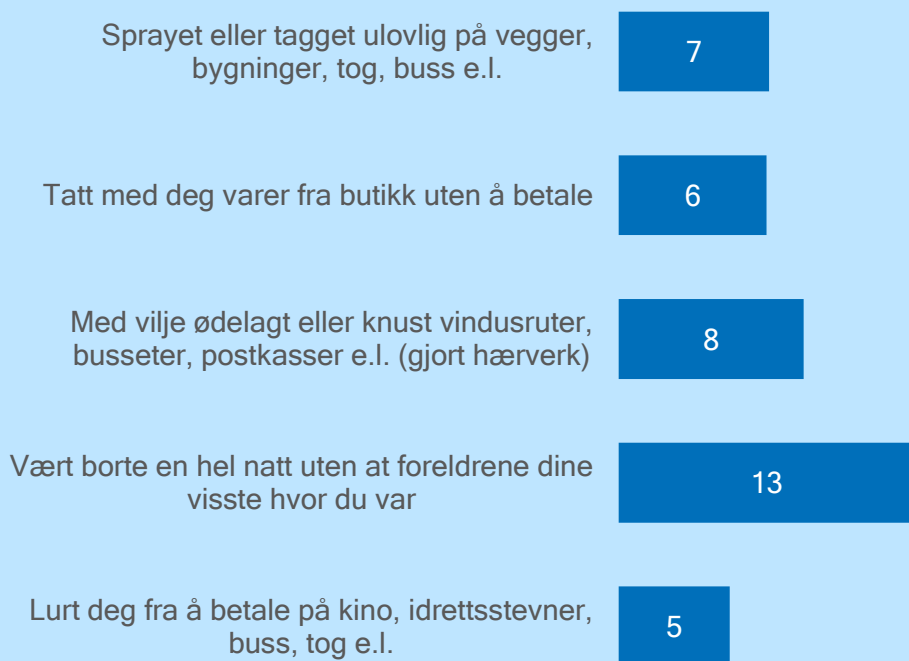 Sprayet eller tagget ulovlig på vegger,
bygninger, tog, buss e.l.
7
Tatt med deg varer fra butikk uten å betale
6
Med vilje ødelagt eller knust vindusruter,
busseter, postkasser e.l. (gjort hærverk)
8
Vært borte en hel natt uten at foreldrene dine
visste hvor du var
13
Lurt deg fra å betale på kino, idrettsstevner,
buss, tog e.l.
5